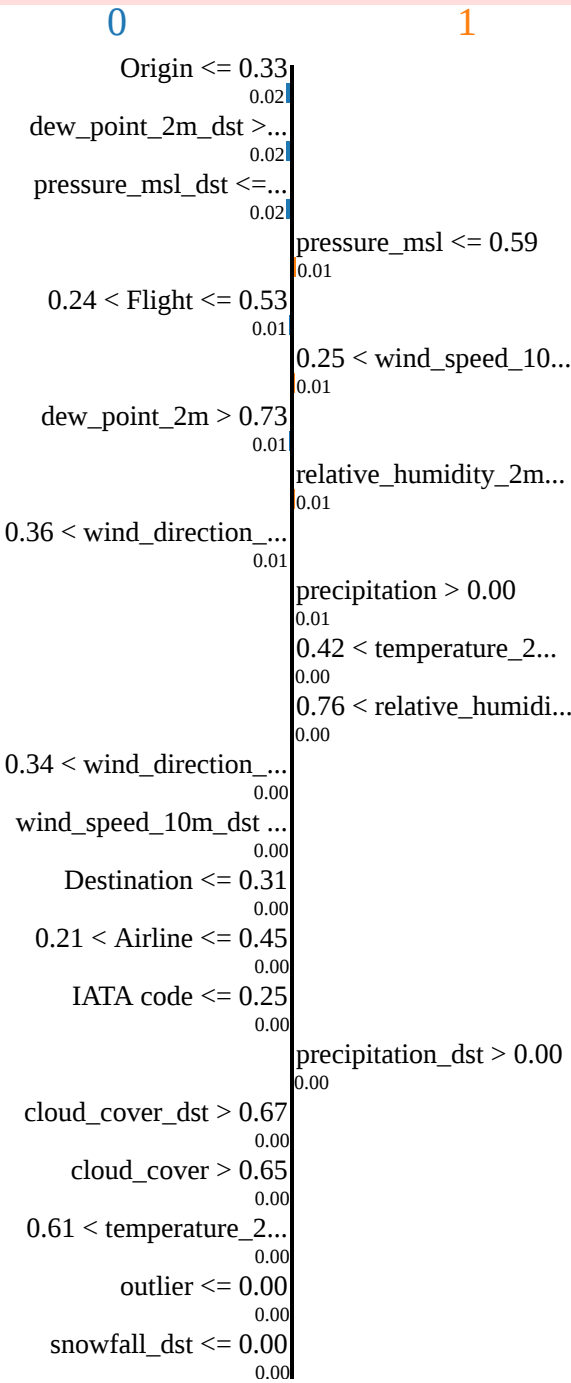 0 1
Origin <= 0.33
0.02
dew_point_2m_dst >...
0.02
pressure_msl_dst <=...
0.02
pressure_msl <= 0.59
0.01
0.24 < Flight <= 0.53
0.01
0.25 < wind_speed_10...
0.01
dew_point_2m > 0.73
0.01
relative_humidity_2m...
0.01
0.36 < wind_direction_...
0.01
precipitation > 0.00
0.01
0.42 < temperature_2...
0.00
0.76 < relative_humidi...
0.00
0.34 < wind_direction_...
0.00
wind_speed_10m_dst ...
0.00
Destination <= 0.31
0.00
0.21 < Airline <= 0.45
0.00
IATA code <= 0.25
0.00
precipitation_dst > 0.00
0.00
cloud_cover_dst > 0.67
0.00
cloud_cover > 0.65
0.00
0.61 < temperature_2...
0.00
outlier <= 0.00
0.00
snowfall_dst <= 0.00
0.00